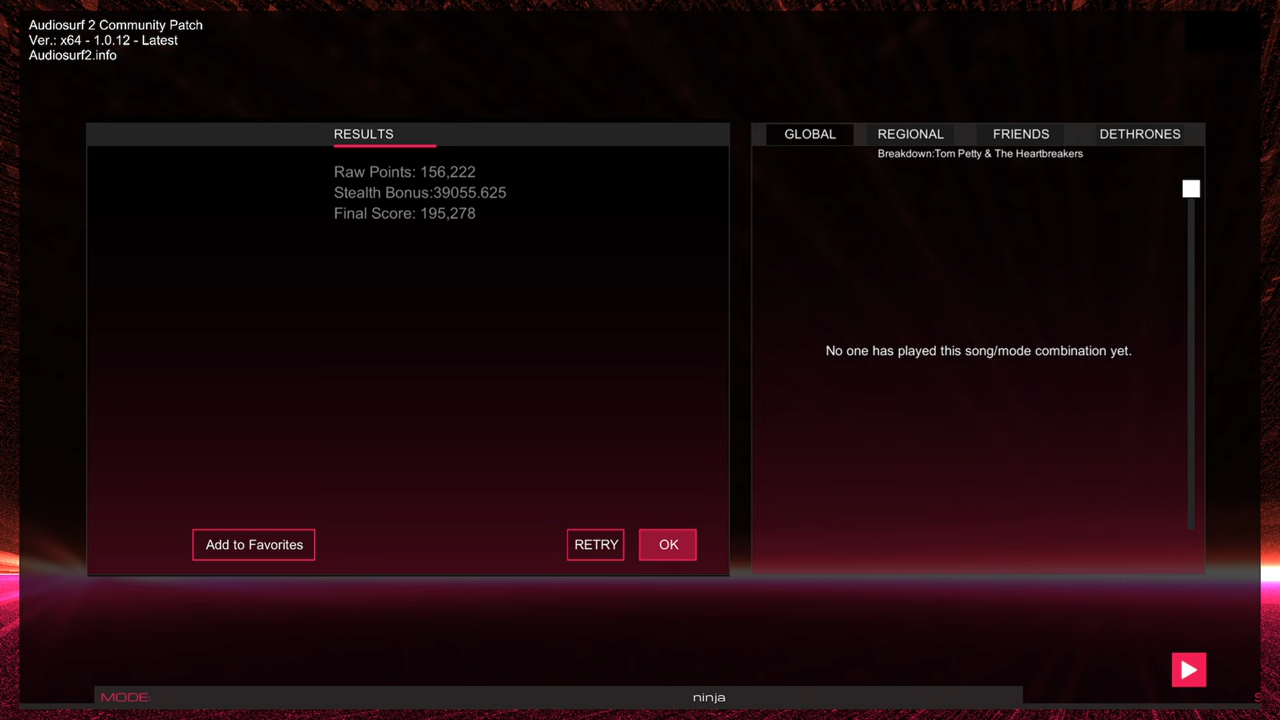 Audiosurf 2 Community Patch
Ver.: x64 - 1.0.12 - Latest
Audiosurf2.info
RESULTS
Raw Points: 156,222
Stealth Bonus:39055.625
Final Score: 195,278
Add to Favorites
RETRY
OK
GLOBAL
REGIONAL
FRIENDS
DETHRONES
Breakdown:Tom Petty & The Heartbreakers
No one has played this song/mode combination yet.
MODE:
ninja